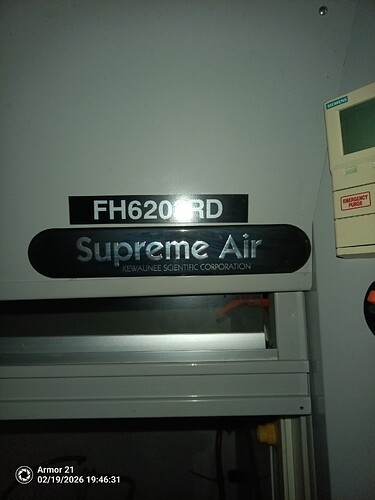 SIEMENS
EMERGENCY
PURGE
Supreme Air
KEWAUNEE SCIENTIFIC CORPORATION
Armor 21
02/19/2026 19:46:31